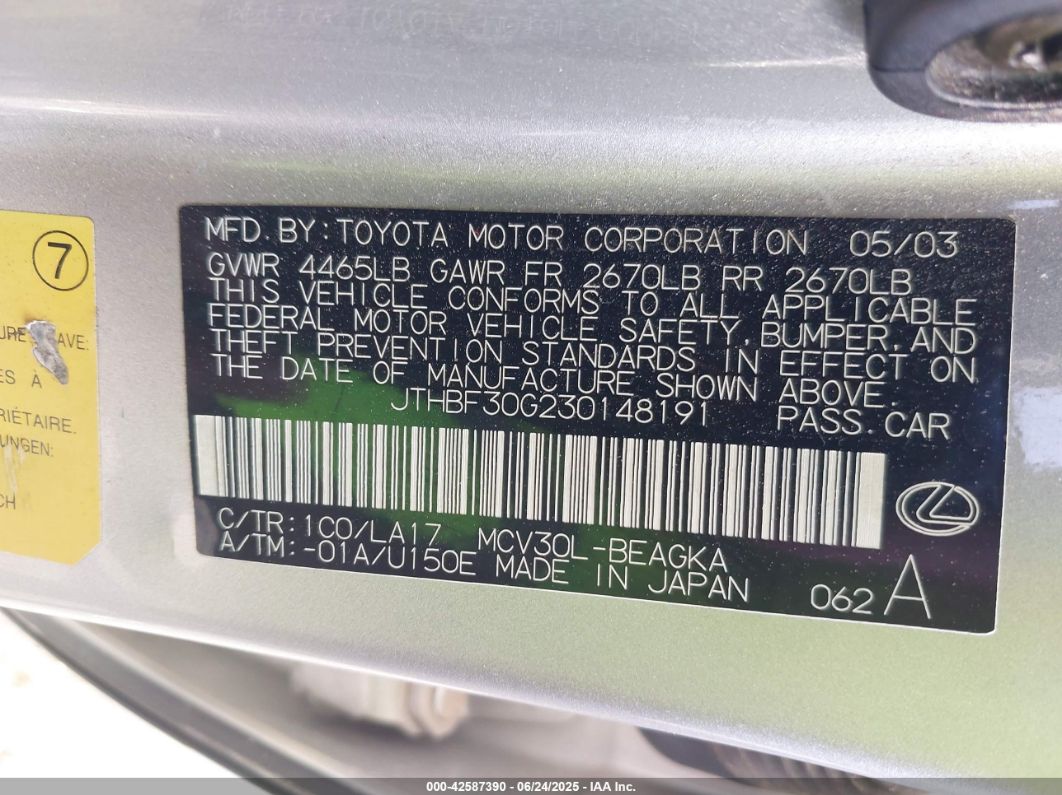 7
AVE:
ES À
RIÉTAIRE.
UNGEN:
CH
MFD. BY: TOYOTA MOTOR CORPORATION 05/03
GVWR 4465LB GAWR FR 2670LB RR 2670LB
THIS VEHICLE CONFORMS TO ALL APPLICABLE
FEDERAL MOTOR VEHICLE SAFETY, BUMPER, AND
THEFT PREVENTION STANDARDS IN EFFECT ON
THE DATE OF MANUFACTURE SHOWN ABOVE.
JTHBF30G230148191 PASS. CAR
C/TR: 1C0/LA17 MCV30L-BEAGKA
A/TM: -01A/U150E MADE IN JAPAN
062 A
000-42587390 - 06/24/2025 - IAA Inc.